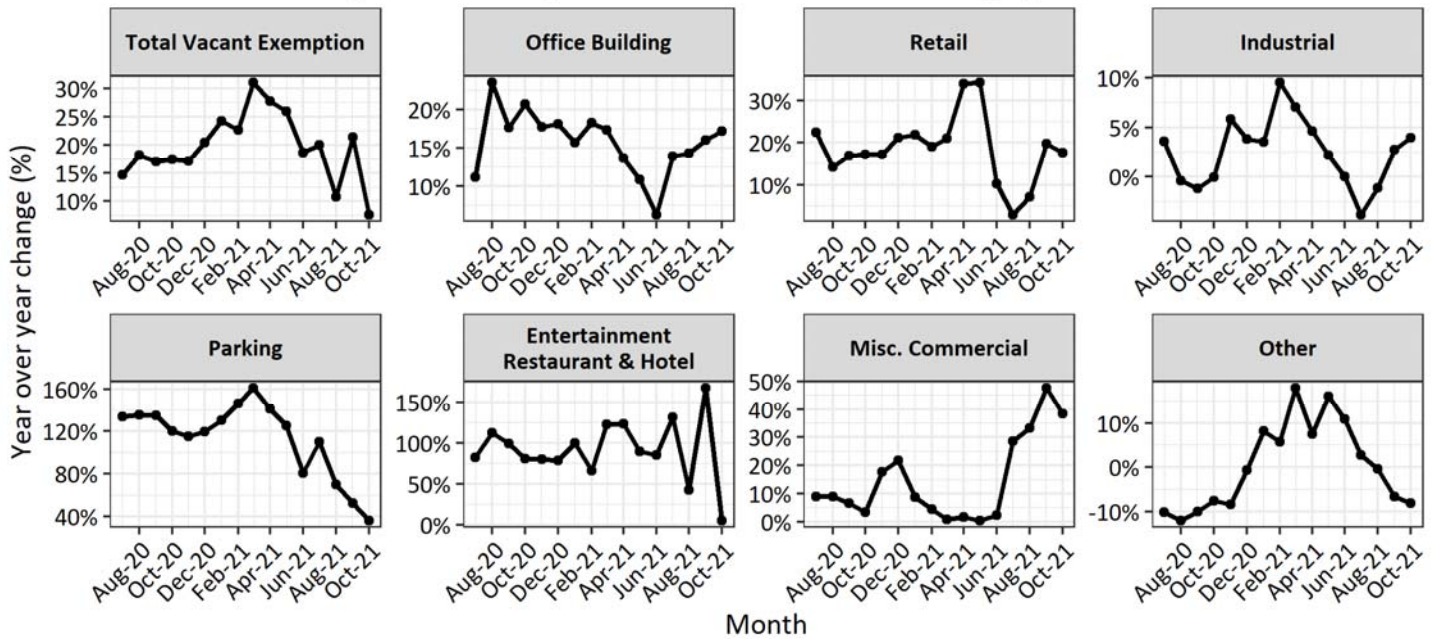 Year over year change (%)
Total Vacant Exemption
30%
25%
20%
15%
10%
Aug-20
Oct-20
Dec-20
Feb-21
Apr-21
Jun-21
Aug-21
Oct-21
Office Building
20%
15%
10%
Aug-20
Oct-20
Dec-20
Feb-21
Apr-21
Jun-21
Aug-21
Oct-21
Retail
30%
20%
10%
Aug-20
Oct-20
Dec-20
Feb-21
Apr-21
Jun-21
Aug-21
Oct-21
Industrial
10%
5%
0%
Aug-20
Oct-20
Dec-20
Feb-21
Apr-21
Jun-21
Aug-21
Oct-21
Parking
160%
120%
80%
40%
Aug-20
Oct-20
Dec-20
Feb-21
Apr-21
Jun-21
Aug-21
Oct-21
Entertainment
Restaurant & Hotel
150%
100%
50%
0%
Aug-20
Oct-20
Dec-20
Feb-21
Apr-21
Jun-21
Aug-21
Oct-21
Misc. Commercial
50%
40%
30%
20%
10%
0%
Aug-20
Oct-20
Dec-20
Feb-21
Apr-21
Jun-21
Aug-21
Oct-21
Other
10%
0%
-10%
Aug-20
Oct-20
Dec-20
Feb-21
Apr-21
Jun-21
Aug-21
Oct-21
Month